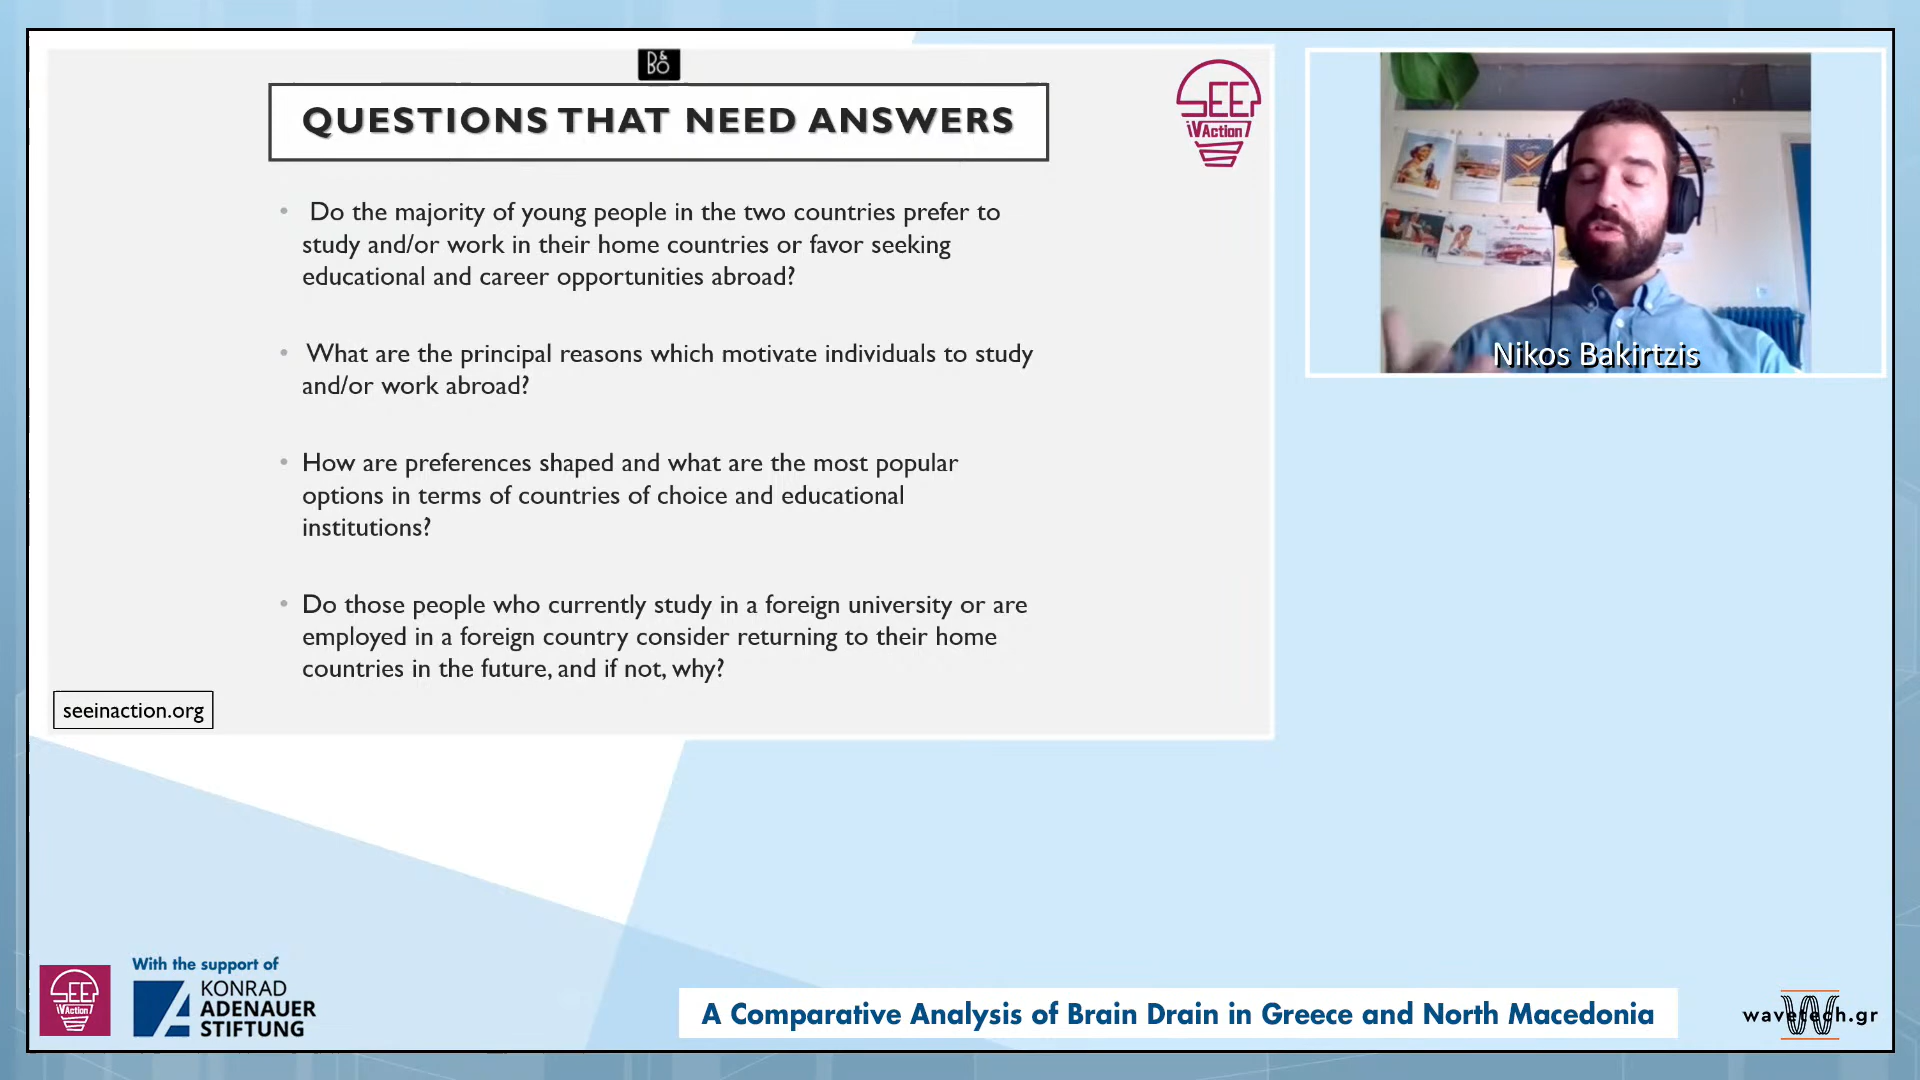 B&O
QUESTIONS THAT NEED ANSWERS
SEE
iNAction
• Do the majority of young people in the two countries prefer to
study and/or work in their home countries or favor seeking
educational and career opportunities abroad?
• What are the principal reasons which motivate individuals to study
and/or work abroad?
• How are preferences shaped and what are the most popular
options in terms of countries of choice and educational
institutions?
• Do those people who currently study in a foreign university or are
employed in a foreign country consider returning to their home
countries in the future, and if not, why?
seeinaction.org
Nikos Bakirtzis
SEE
iNAction
With the support of
KONRAD
ADENAUER
STIFTUNG
A Comparative Analysis of Brain Drain in Greece and North Macedonia
wavetech.gr